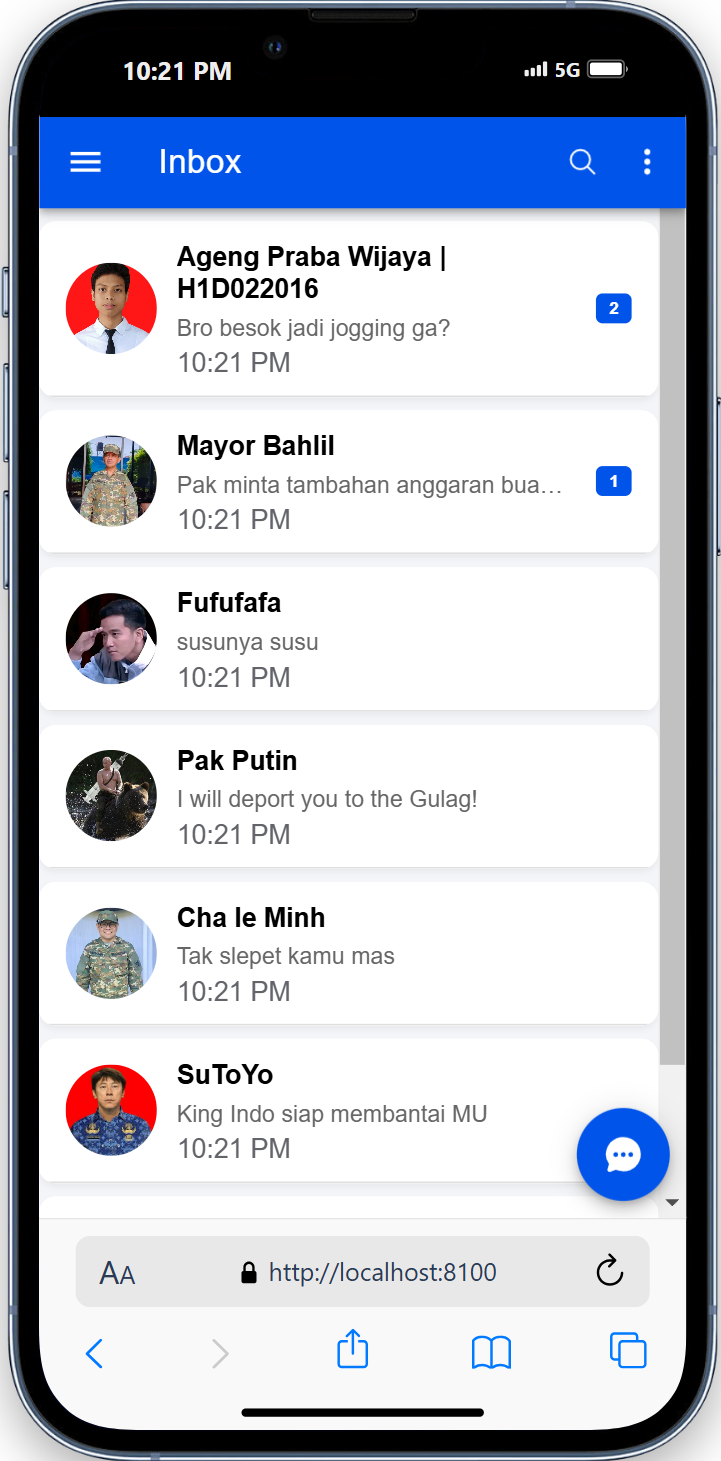 10:21 PM
5G
Inbox
Ageng Praba Wijaya |
H1D022016
Bro besok jadi jogging ga?
10:21 PM
2
Mayor Bahlil
Pak minta tambahan anggaran bua…
10:21 PM
1
Fufufafa
susunya susu
10:21 PM
Pak Putin
I will deport you to the Gulag!
10:21 PM
Cha Ie Minh
Tak slepet kamu mas
10:21 PM
SuToYo
King Indo siap membantai MU
10:21 PM
AA
http://localhost:8100